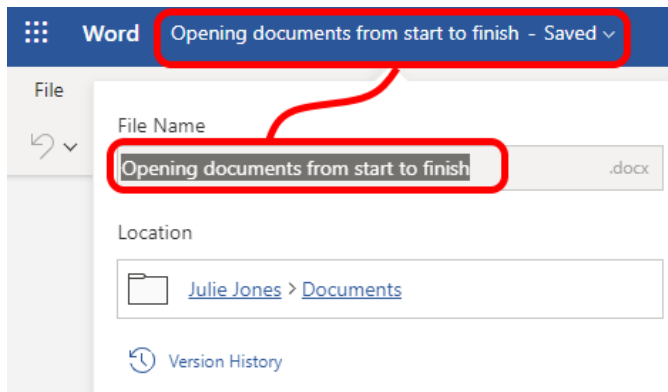 Word Opening documents from start to finish - Saved
File
File Name
Opening documents from start to finish .docx
Location
Julie Jones > Documents
Version History